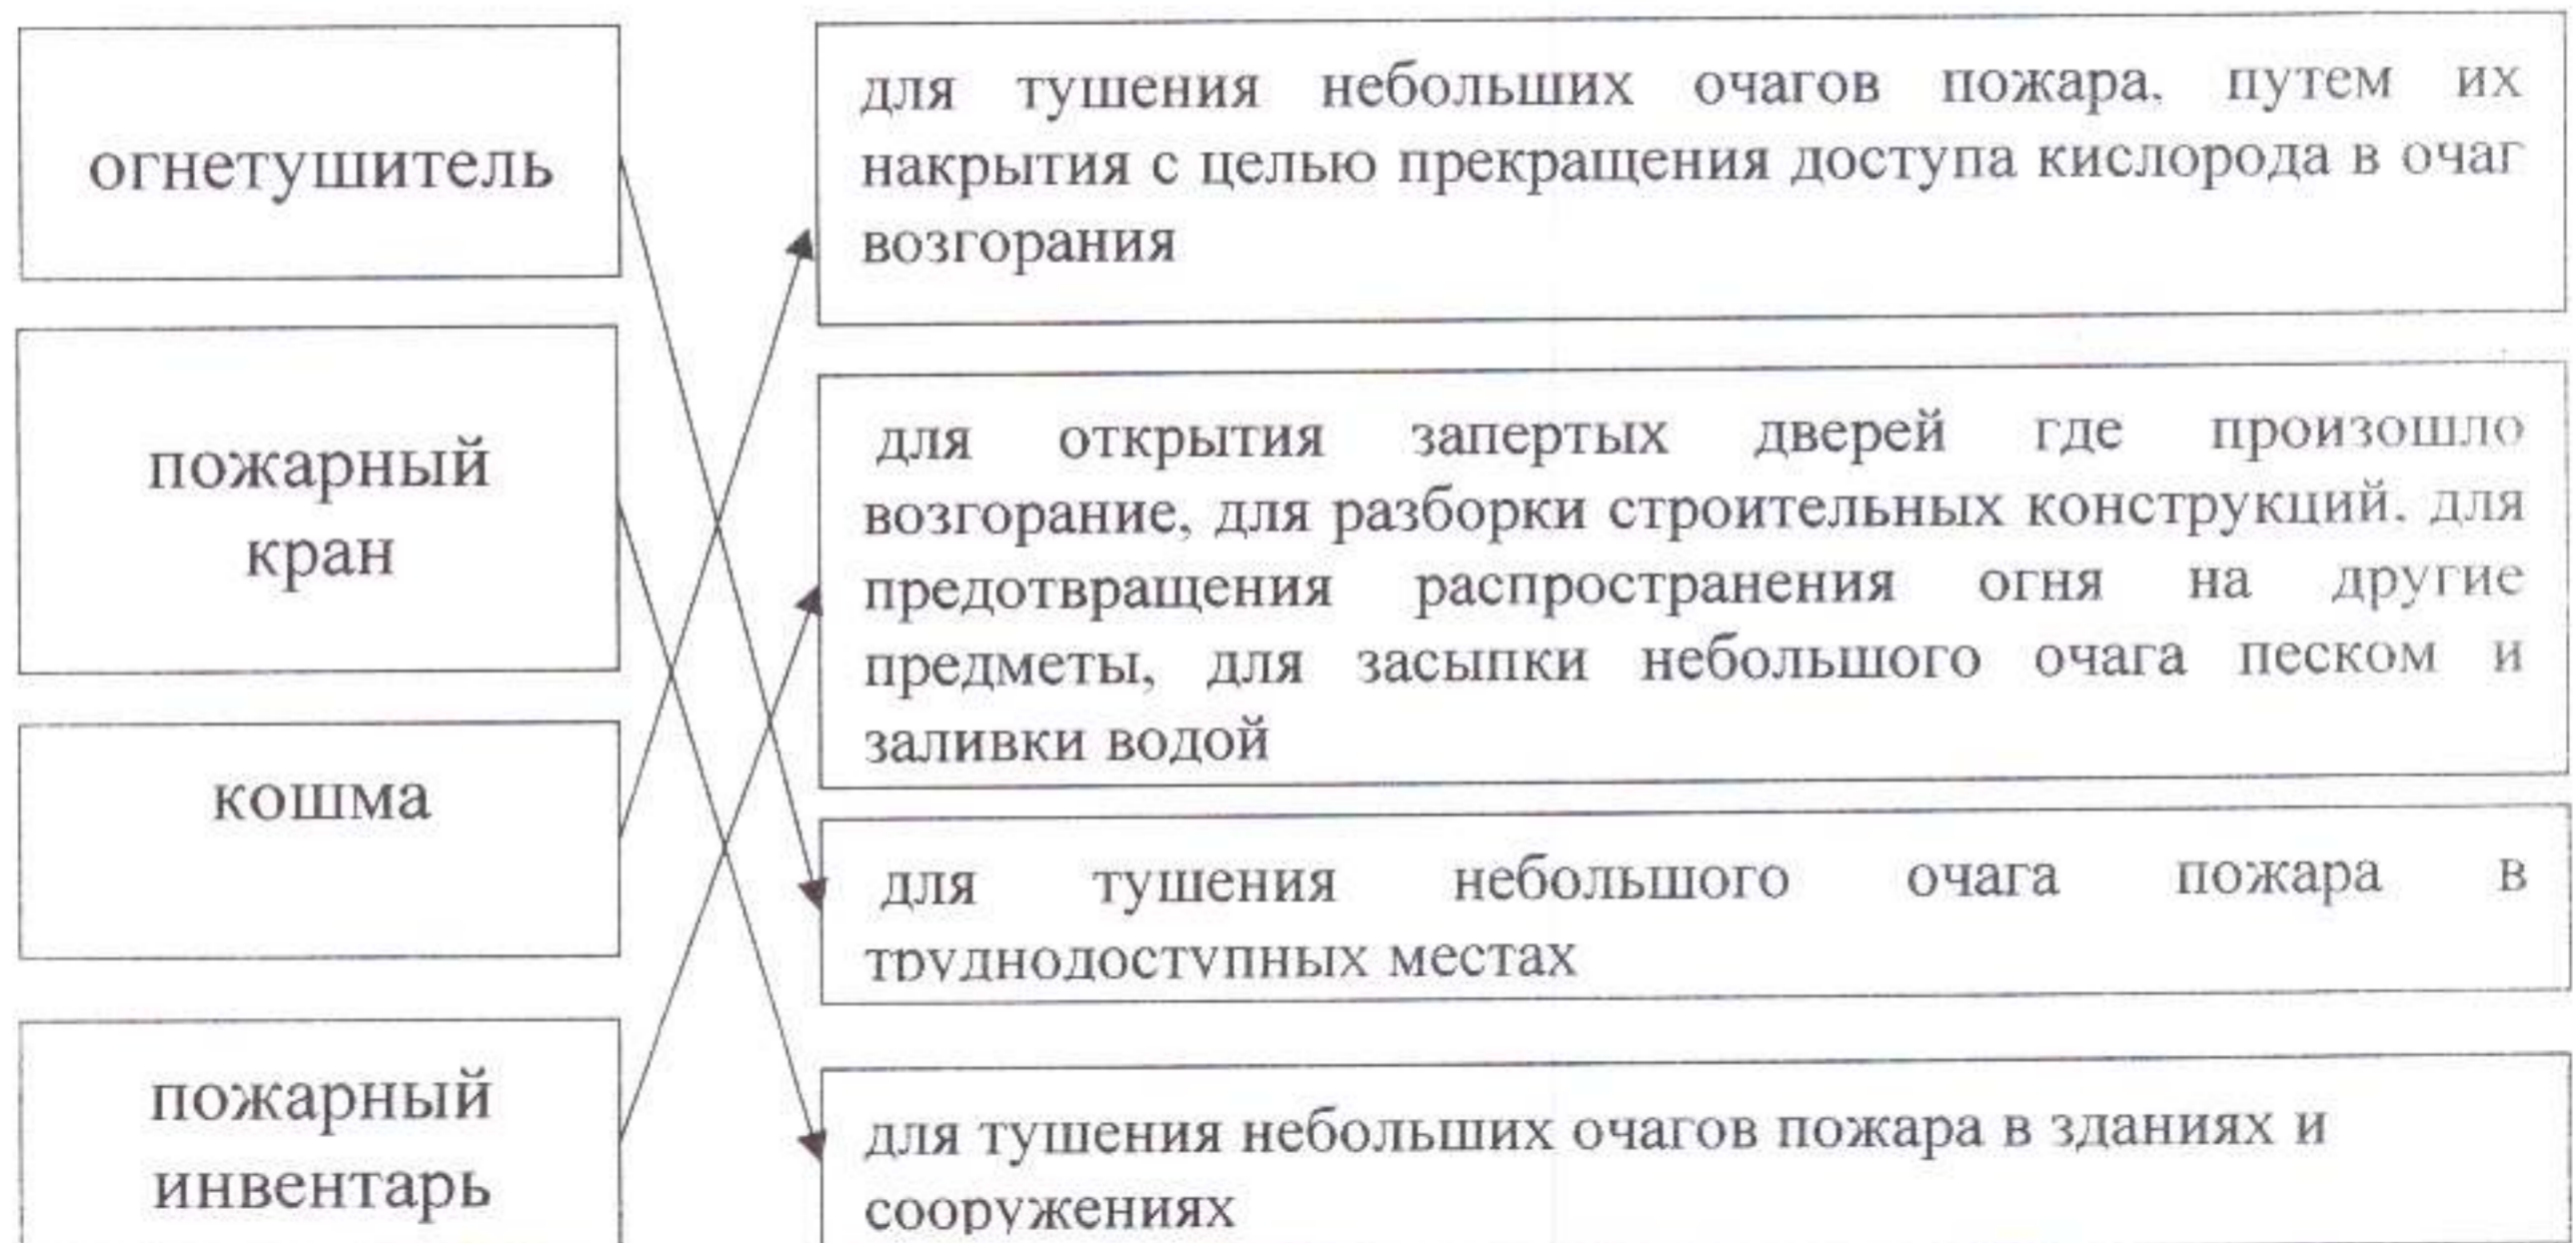 огнетушитель
для тушения небольших очагов пожара. путем их
накрытия с целью прекращения доступа кислорода в очаг
возгорания
пожарный
кран
для открытия запертых дверей где произошло
возгорание, для разборки строительных конструкций. для
предотвращения распространения огня на другие
предметы, для засыпки небольшого очага песком и
заливки водой
кошма
для тушения небольшого очага пожара в
труднодоступных местах
пожарный
инвентарь
для тушения небольших очагов пожара в зданиях и
сооружениях